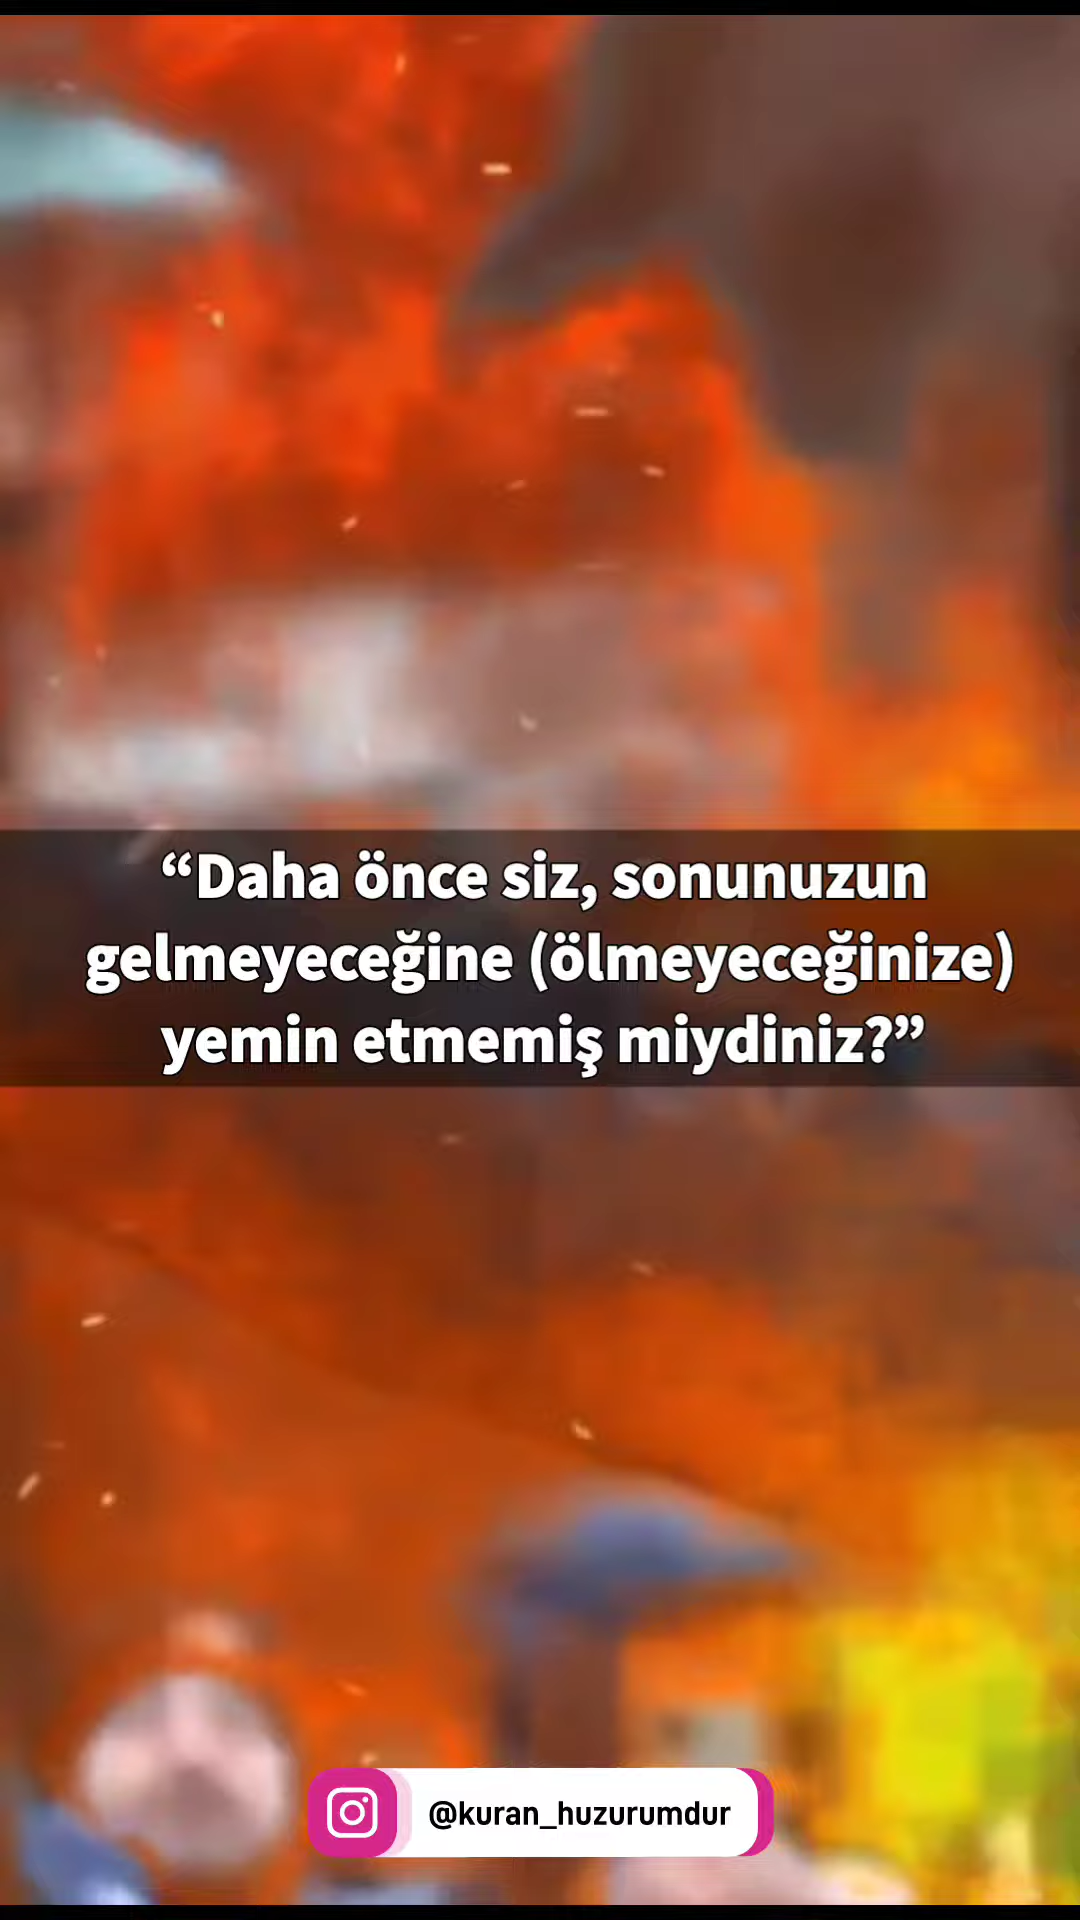 “Daha önce siz, sonunuzun
gelmeyeceğine (ölmeyeceğinize)
yemin etmemiş miydiniz?”
@kuran_huzurumdur